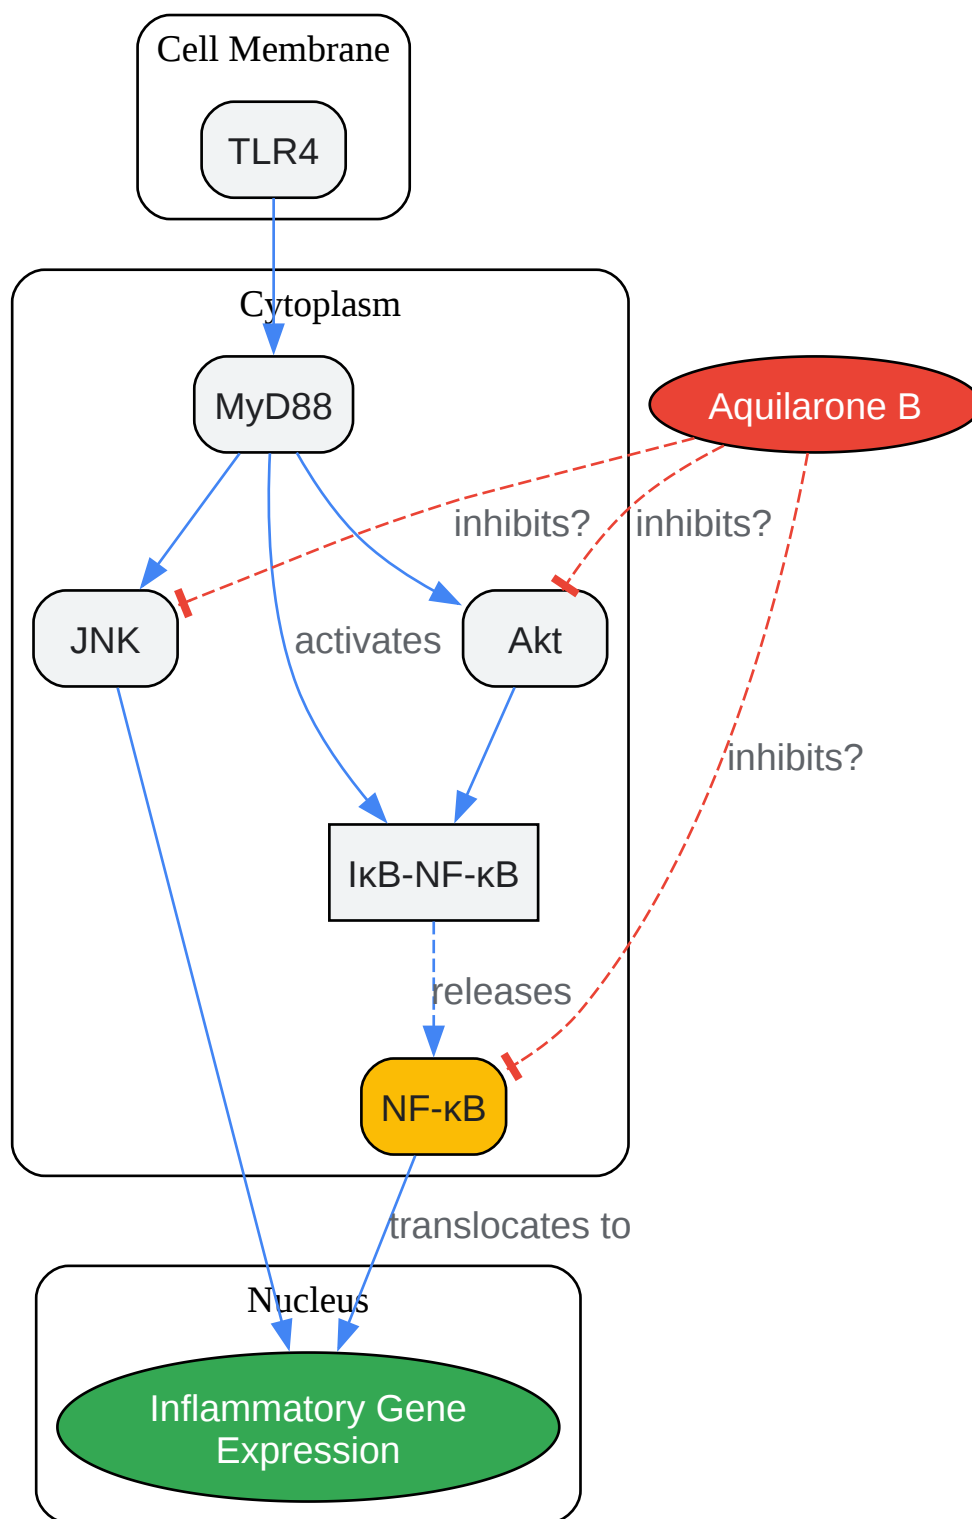 Cell Membrane
TLR4
Cytoplasm
MyD88
Aquilarone B
inhibits?
inhibits?
JNK
activates
Akt
inhibits?
IκB-NF-κB
releases
NF-κB
translocates to
Nucleus
Inflammatory Gene
Expression